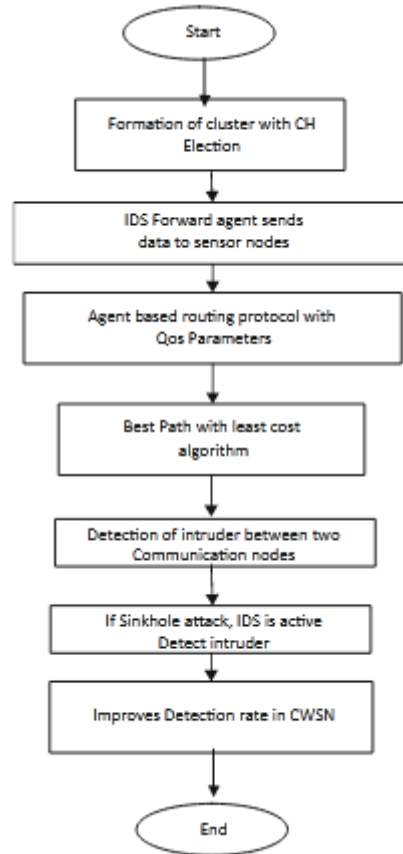 Start
Formation of cluster with CH
Election
IDS Forward agent sends
data to sensor nodes
Agent based routing protocol with
Qos Parameters
Best Path with least cost
algorithm
Detection of intruder between two
Communication nodes
If Sinkhole attack, IDS is active
Detect intruder
Improves Detection rate in CWSN
End